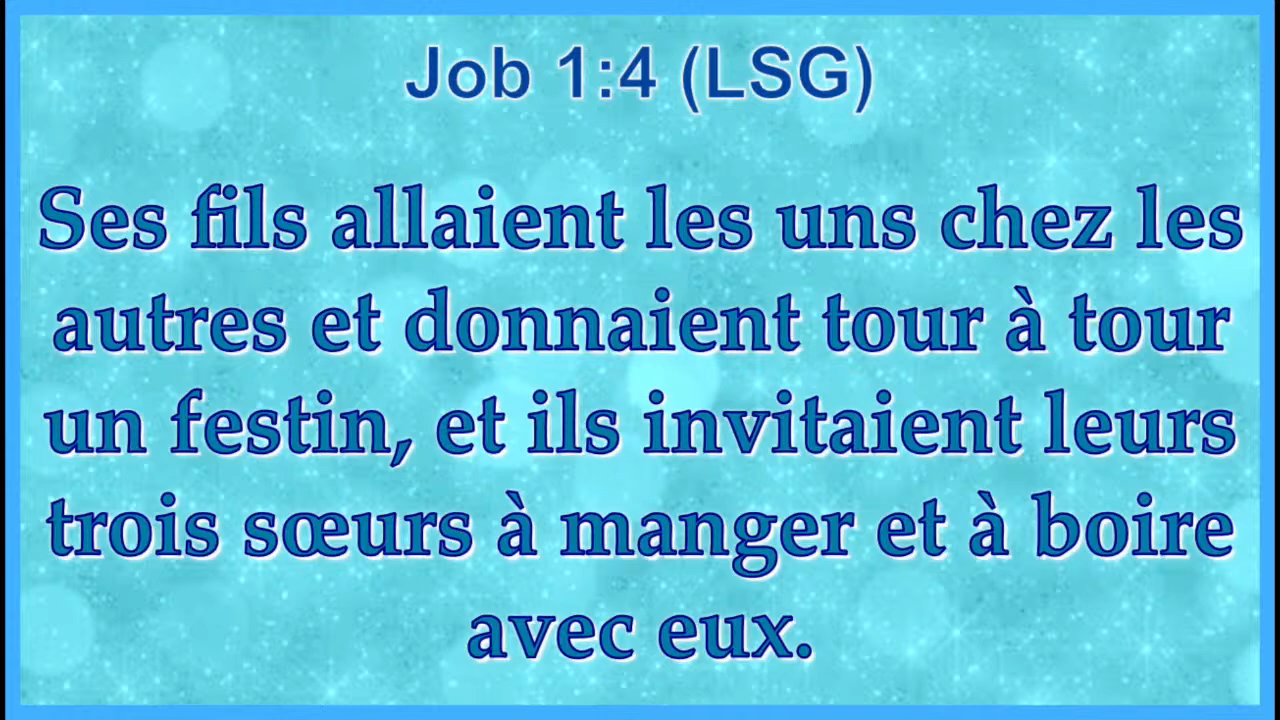 Job 1:4 (LSG)
Ses fils allaient les uns chez les
autres et donnaient tour à tour
un festin, et ils invitaient leurs
trois sœurs à manger et à boire
avec eux.